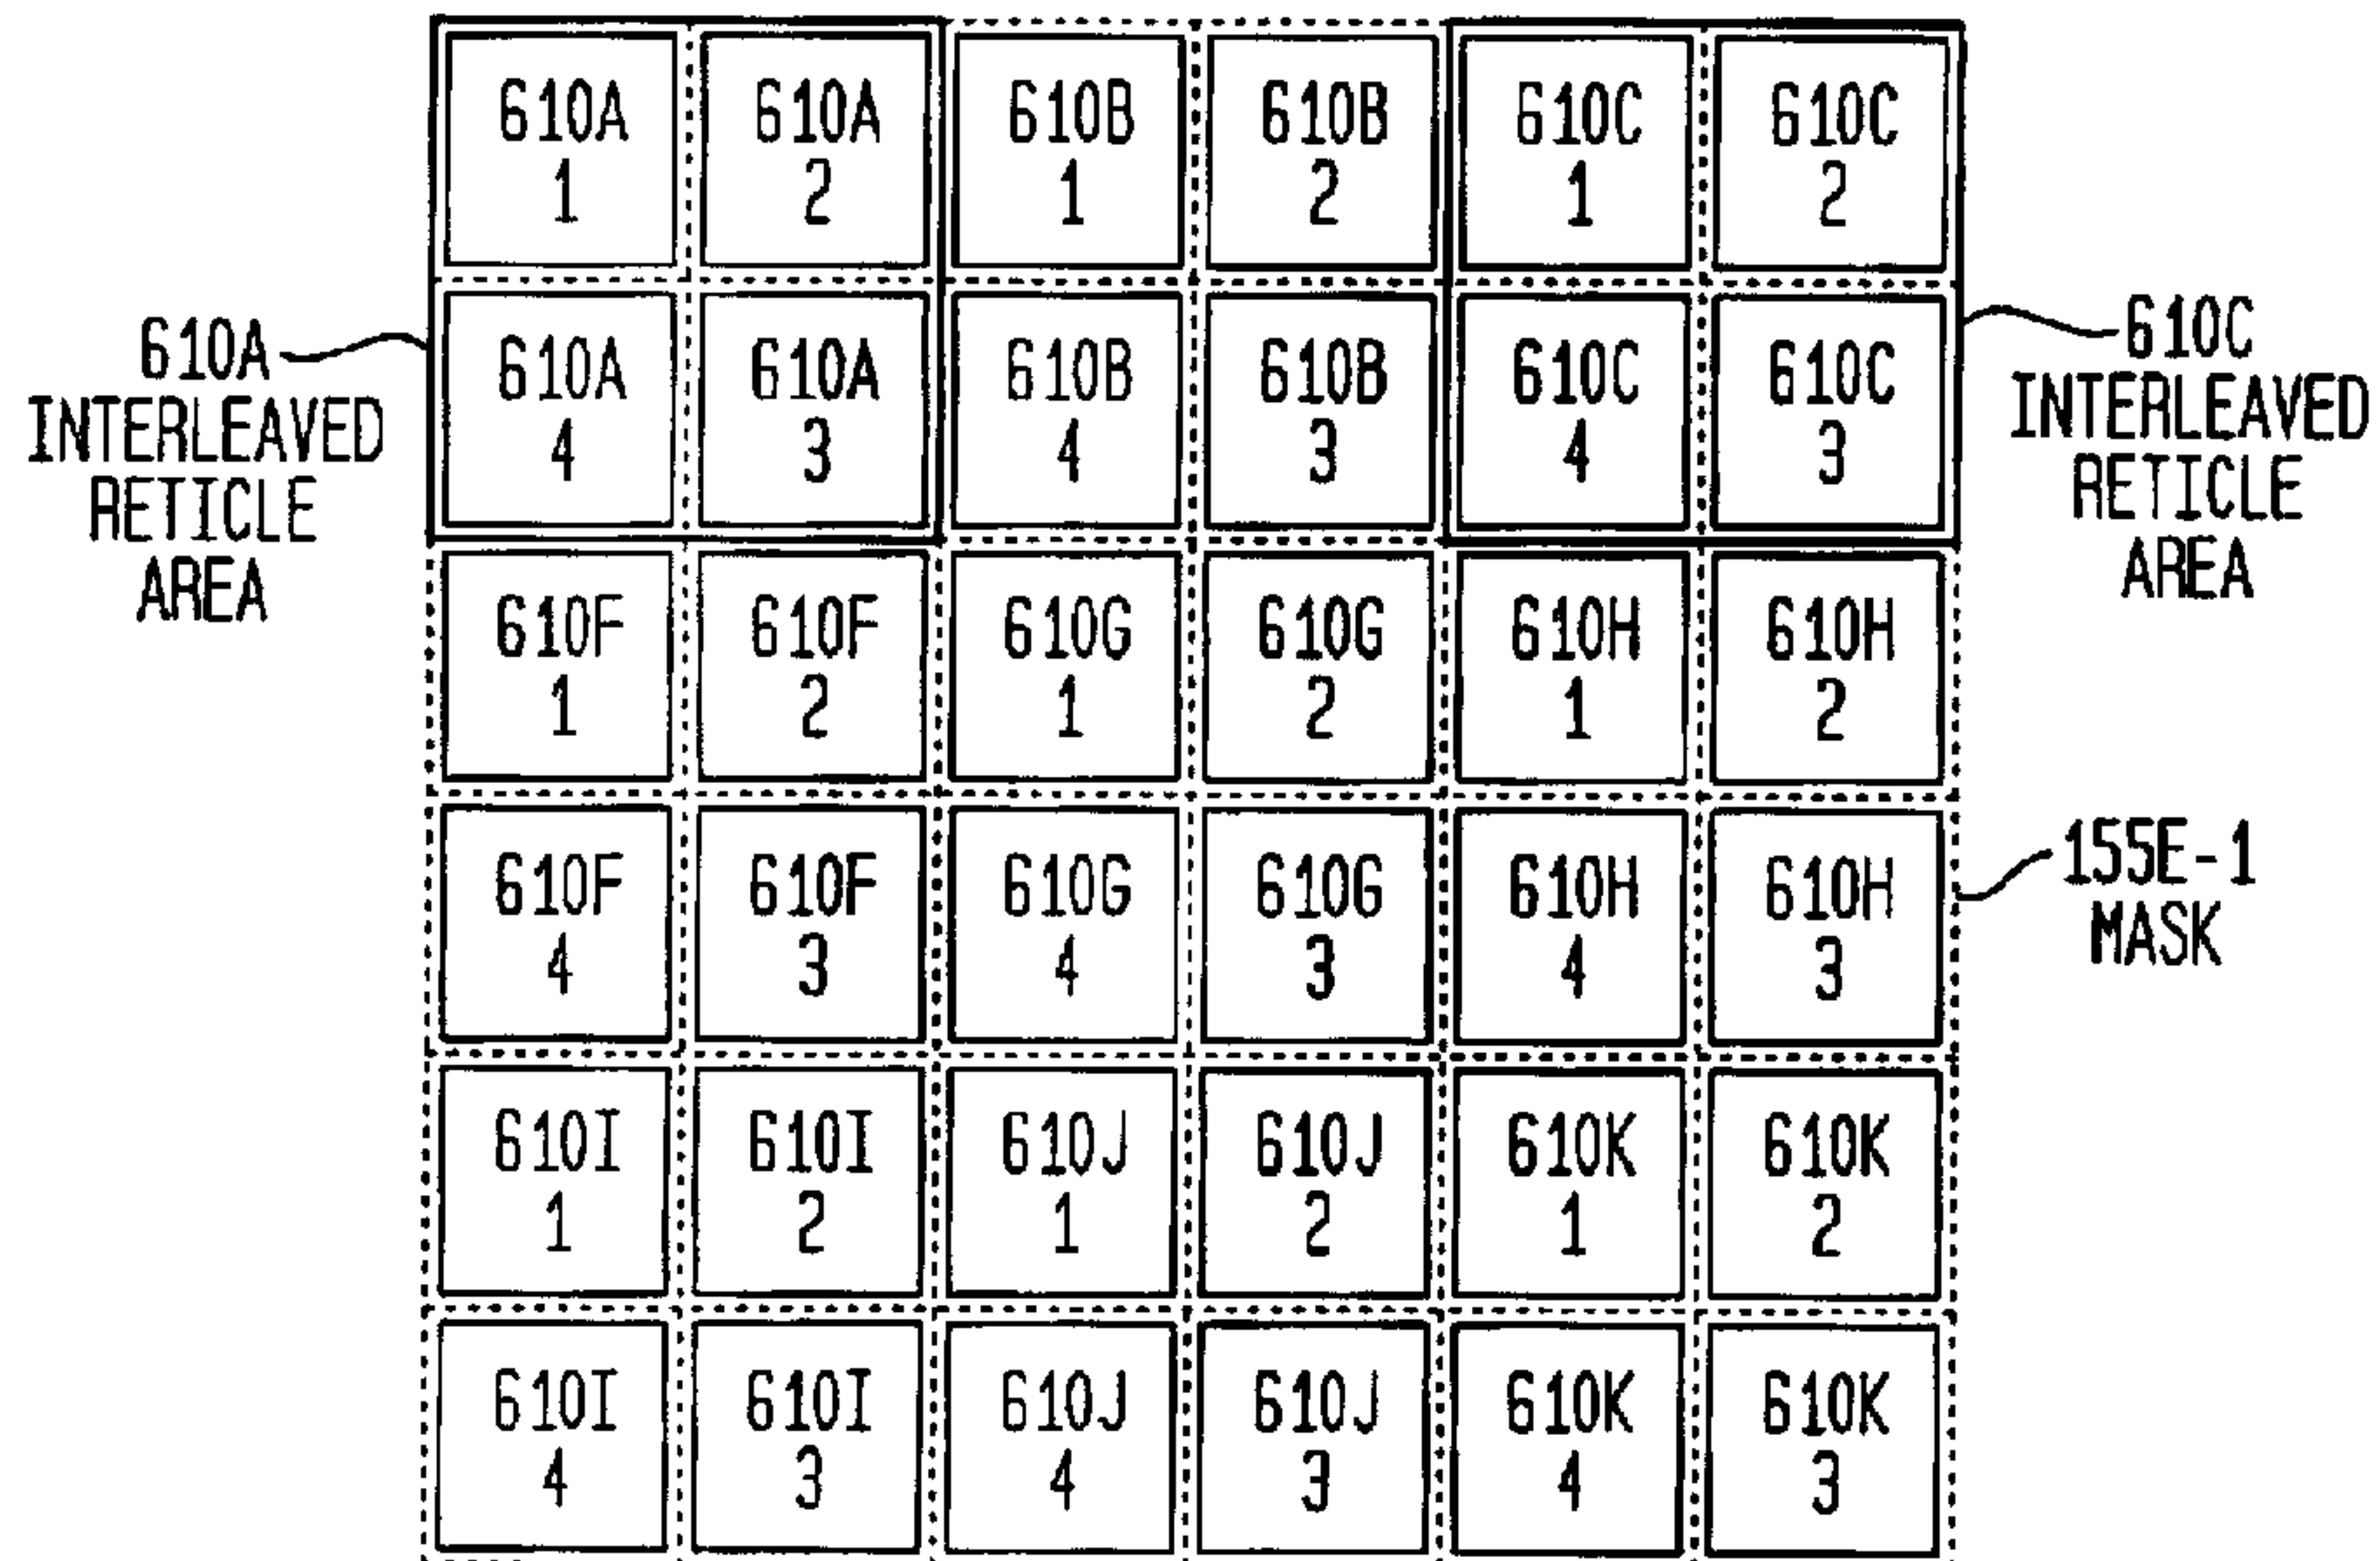 610A
1
610A
2
610B
1
610B
2
610C
1
610C
2
610A
4
610A
3
610B
4
610B
3
610C
4
610C
3
610A
INTERLEAVED
RETICLE
AREA
610C
INTERLEAVED
RETICLE
AREA
610F
1
610F
2
610G
1
610G
2
610H
1
610H
2
610F
4
610F
3
610G
4
610G
3
610H
4
610H
3
155E-1
MASK
610I
1
610I
2
610J
1
610J
2
610K
1
610K
2
610I
4
610I
3
610J
4
610J
3
610K
4
610K
3